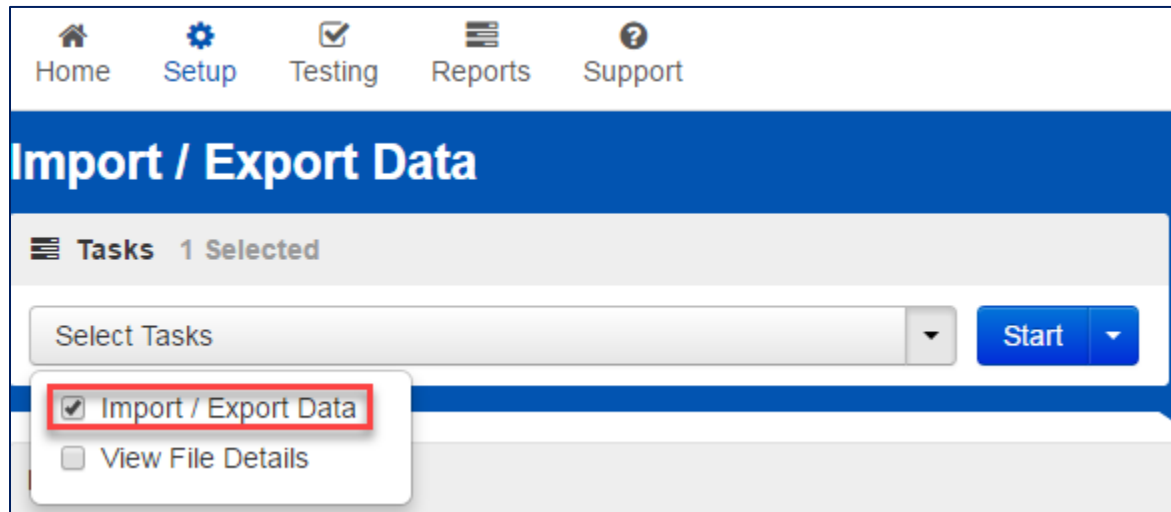 Home Setup Testing Reports Support
Import / Export Data
Tasks 1 Selected
Select Tasks Start
Import / Export Data
View File Details